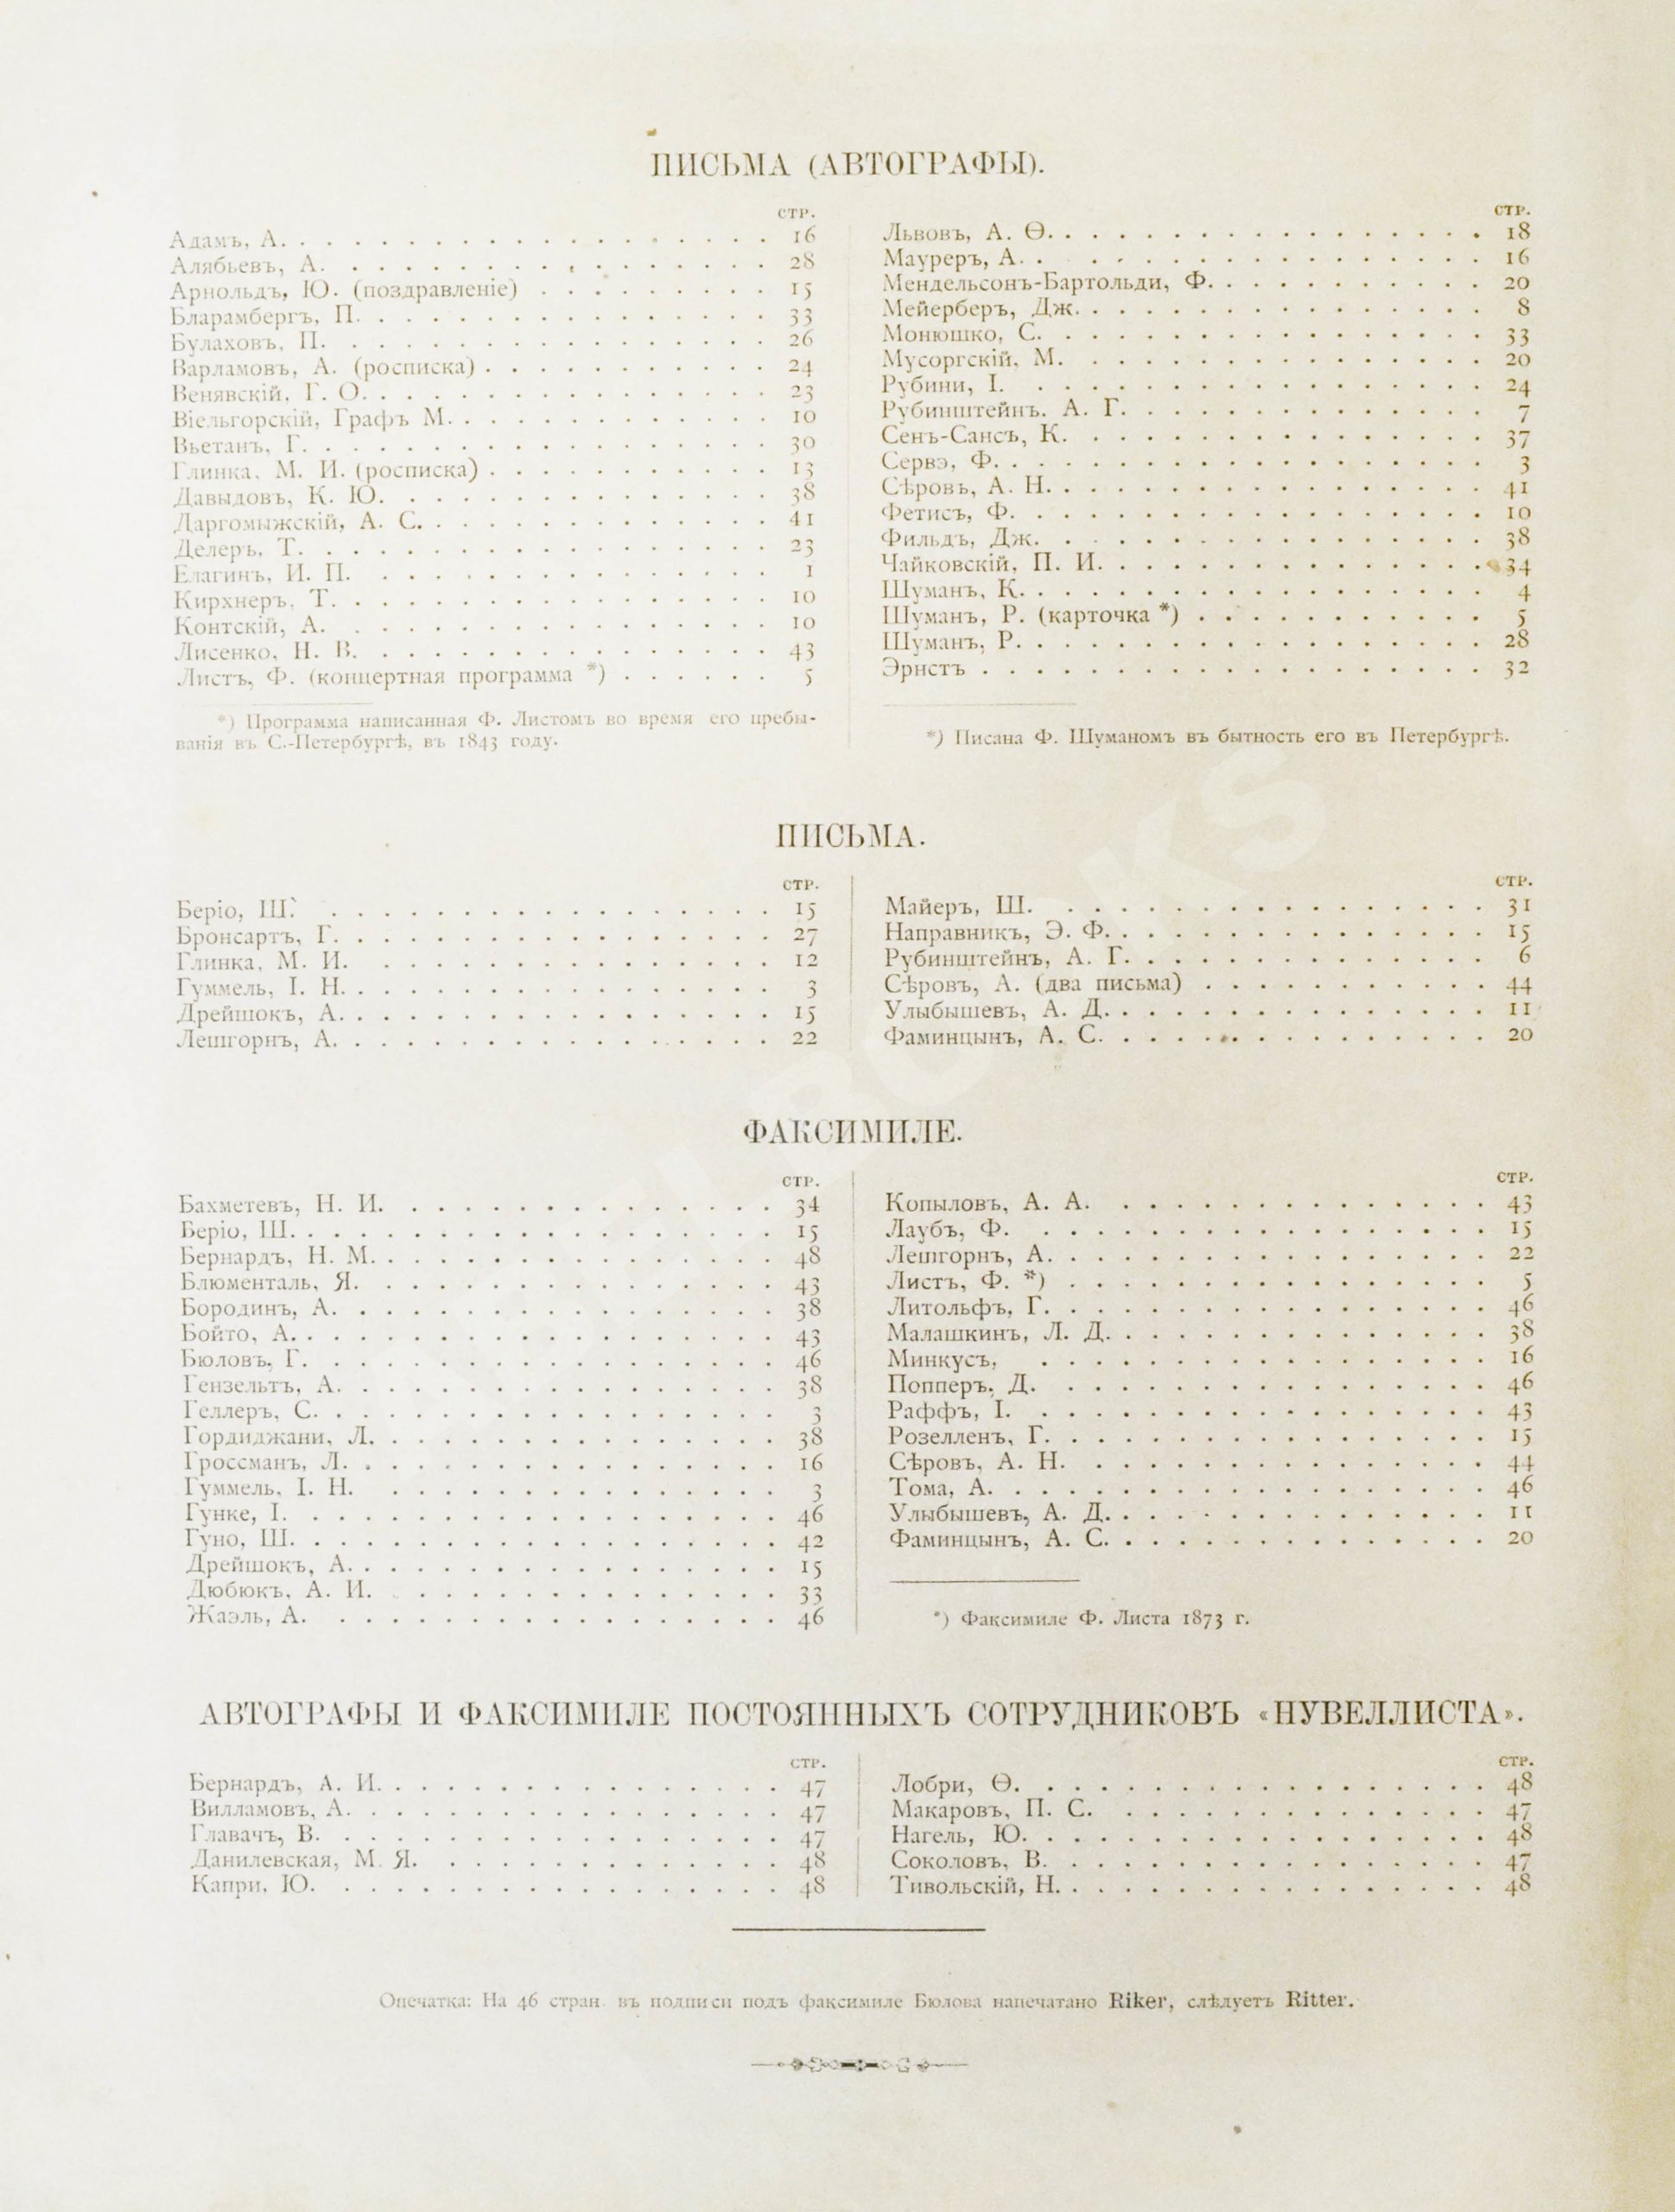 ПИСЬМА (АВТОГРАФЫ).
стр.
Адамъ, А. 16
Алябьевъ, А. 28
Арнольдъ, Ю. (поздравленіе) 15
Бларамбергъ, П. 33
Булаховъ, П. 26
Варламовъ, А. (росписка) 24
Венявскій, Г. О. 23
Віельгорскій, Графъ М. 10
Вьетанъ, Г. 30
Глинка, М. И. (росписка) 13
Давыдовъ, К. Ю. 38
Даргомыжскій, А. С. 41
Делеръ, Т. 23
Елагинъ, И. П. 1
Кирхнеръ, Т. 10
Контскій, А. 10
Лисенко, Н. В. 43
Листъ, Ф. (концертная программа *) 5
*) Программа написанная Ф. Листомъ во время его пребы-
ванія въ С.-Петербургѣ, въ 1843 году.
стр.
Львовъ, А. Ѳ. 18
Мауреръ, А. 16
Мендельсонъ-Бартольди, Ф. 20
Мейерберъ, Дж. 8
Монюшко, С. 33
Мусоргскій, М. 20
Рубини, І. 24
Рубинштейнъ. А. Г. 7
Сенъ-Сансъ, К. 37
Сервэ, Ф. 3
Сѣровъ, А. Н. 41
Фетисъ, Ф. 10
Фильдъ, Дж. 38
Чайковскій, П. И. 34
Шуманъ, К. 4
Шуманъ, Р. (карточка *) 5
Шуманъ, Р. 28
Эрнстъ 32
*) Писана Ф. Шуманомъ въ бытность его въ Петербургѣ.
ПИСЬМА.
стр.
Беріо, Ш. 15
Бронсартъ, Г. 27
Глинка, М. И. 12
Гуммель, І. Н. 3
Дрейшокъ, А. 15
Лешгорнъ, А. 22
стр.
Майеръ, Ш. 31
Направникъ, Э. Ф. 15
Рубинштейнъ, А. Г. 6
Сѣровъ, А. (два письма) 44
Улыбышевъ, А. Д. 11
Фаминцынъ, А. С. 20
ФАКСИМИЛЕ.
стр.
Бахметевъ, Н. И. 34
Беріо, Ш. 15
Бернардъ, Н. М. 48
Блюменталь, Я. 43
Бородинъ, А. 38
Бойто, А. 43
Бюловъ, Г. 46
Гензельтъ, А. 38
Геллеръ, С. 3
Гордиджани, Л. 38
Гроссманъ, Л. 16
Гуммель, І. Н. 3
Гунке, І. 46
Гуно, Ш. 42
Дрейшокъ, А. 15
Дюбюкъ, А. И. 33
Жаэль, А. 46
стр.
Копыловъ, А. А. 43
Лаубъ, Ф. 15
Лешгорнъ, А. 22
Листъ, Ф. *) 5
Литольфъ, Г. 46
Малашкинъ, Л. Д. 38
Минкусъ, 16
Попперъ, Д. 46
Раффъ, І. 43
Розелленъ, Г. 15
Сѣровъ, А. Н. 44
Тома, А. 46
Улыбышевъ, А. Д. 11
Фаминцынъ, А. С. 20
*) Факсимиле Ф. Листа 1873 г.
АВТОГРАФЫ И ФАКСИМИЛЕ ПОСТОЯННЫХЪ СОТРУДНИКОВЪ «НУВЕЛЛИСТА».
стр.
Бернардъ, А. И. 47
Вилламовъ, А. 47
Главачъ, В. 47
Данилевская, М. Я. 48
Капри, Ю. 48
стр.
Лобри, Ѳ. 48
Макаровъ, П. С. 47
Нагель, Ю. 48
Соколовъ, В. 47
Тивольскій, Н. 48
Опечатка: На 46 стран. въ подписи подъ факсимиле Бюлова напечатано Riker, слѣдуетъ Ritter.